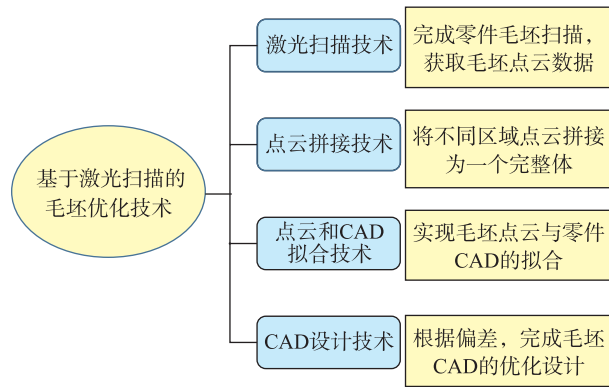 基于激光扫描的
毛坯优化技术
激光扫描技术
完成零件毛坯扫描，
获取毛坯点云数据
点云拼接技术
将不同区域点云拼接
为一个完整体
点云和CAD
拟合技术
实现毛坯点云与零件
CAD的拟合
CAD设计技术
根据偏差，完成毛坯
CAD的优化设计